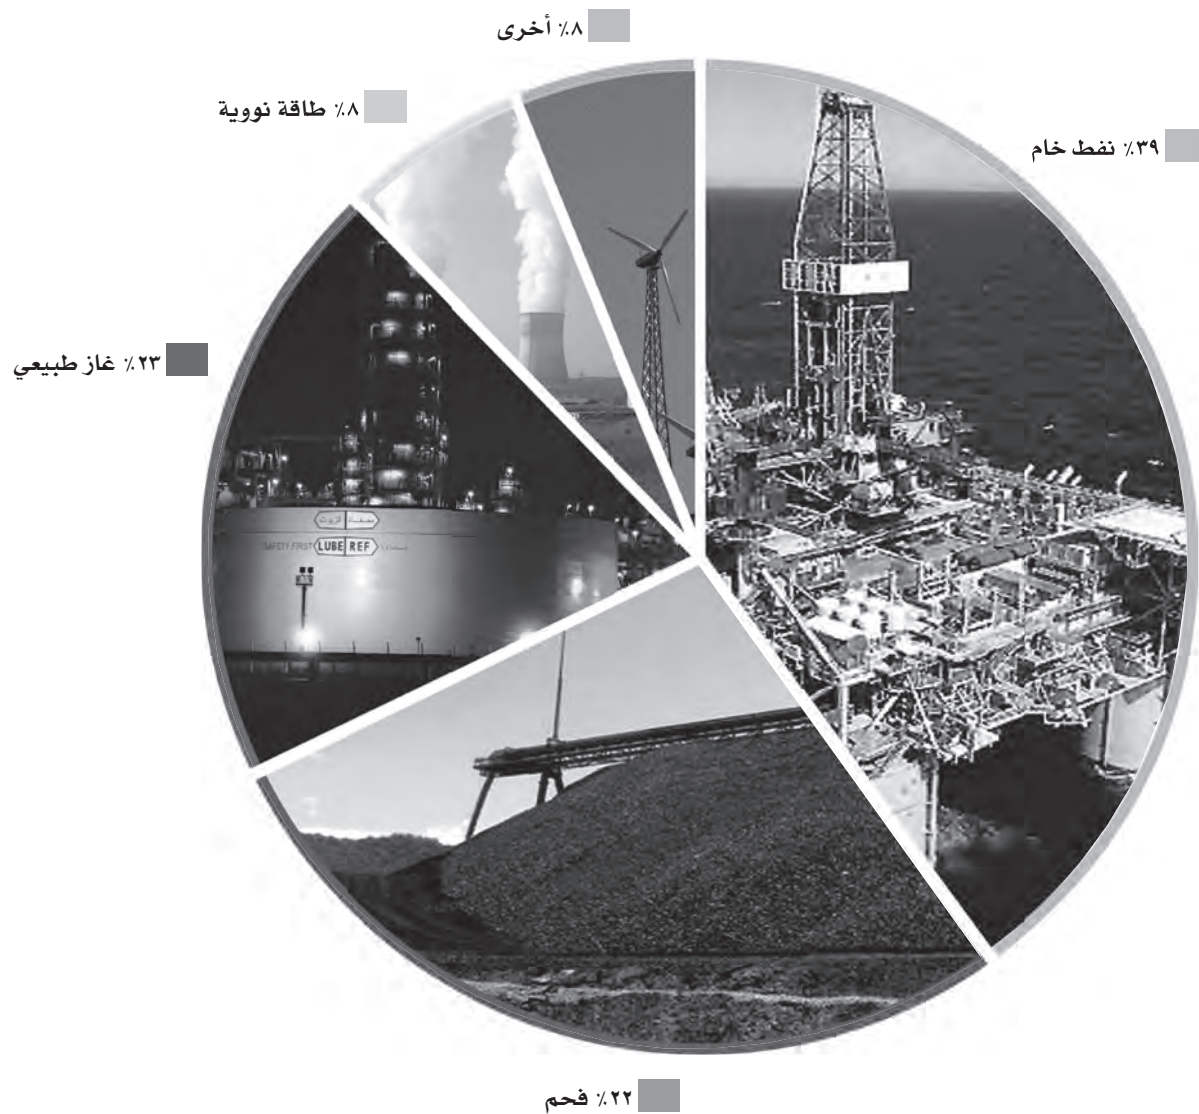 ٨٪ أخرى
٨٪ طاقة نووية
٣٩٪ نفط خام
٢٣٪ غاز طبيعي
SAFETY FIRST
LUBE REF
٢٢٪ فحم